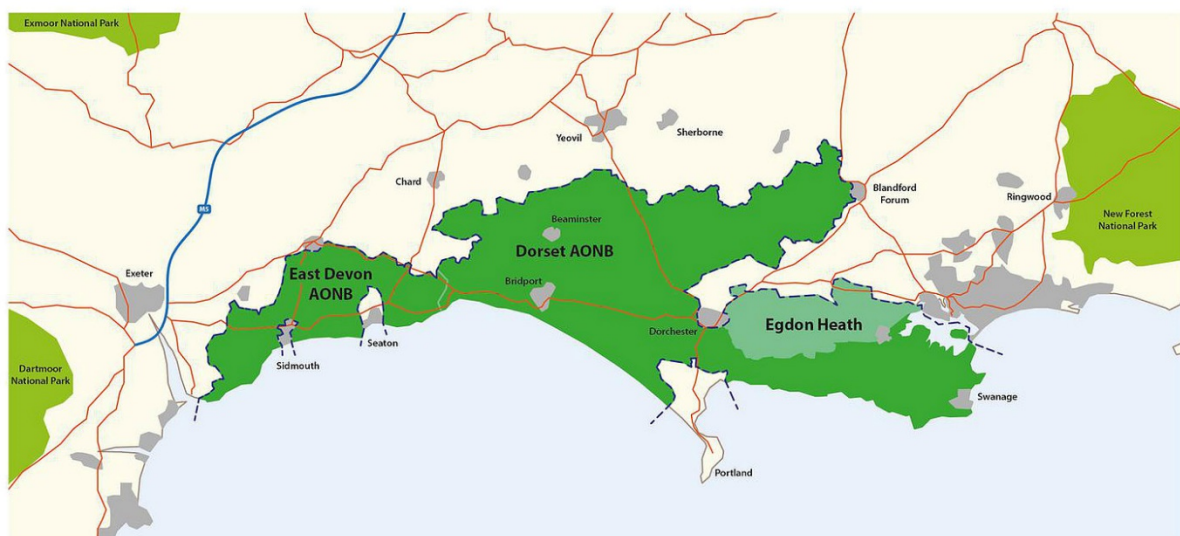 Exmoor National Park
Yeovil
Sherborne
Chard
Blandford
Forum
Ringwood
New Forest
National Park
Beaminster
Dorset AONB
M5
East Devon
AONB
Exeter
Bridport
Dorchester
Egdon Heath
Seaton
Sidmouth
Dartmoor
National Park
Swanage
Portland